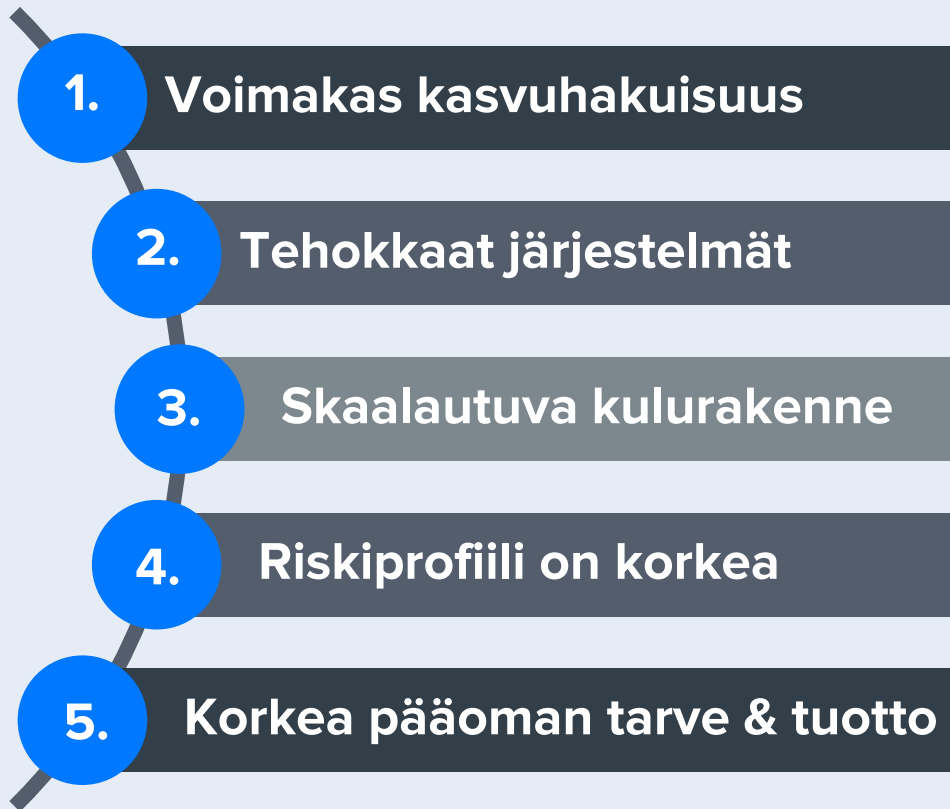 1. Voimakas kasvuhakuisuus
2. Tehokkaat järjestelmät
3. Skaalautuva kulurakenne
4. Riskiprofiili on korkea
5. Korkea pääoman tarve & tuotto